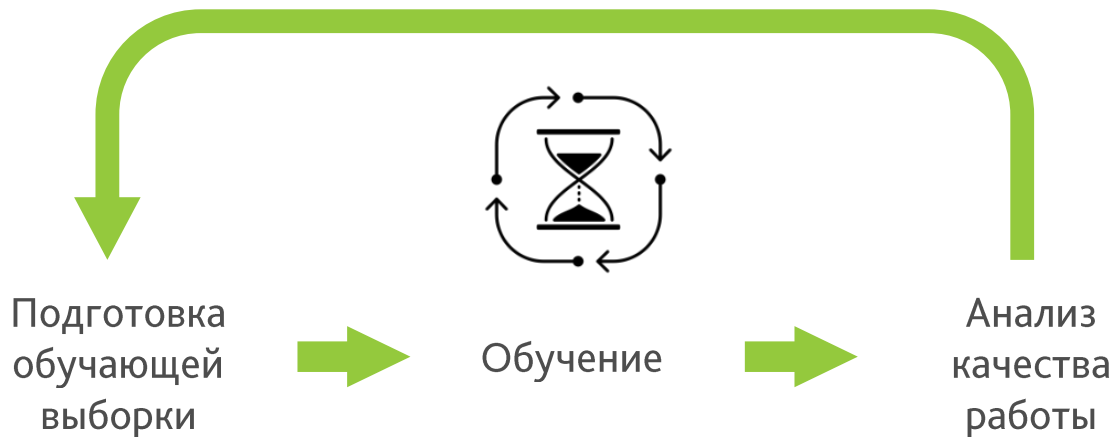 Подготовка
обучающей
выборки
Обучение
Анализ
качества
работы